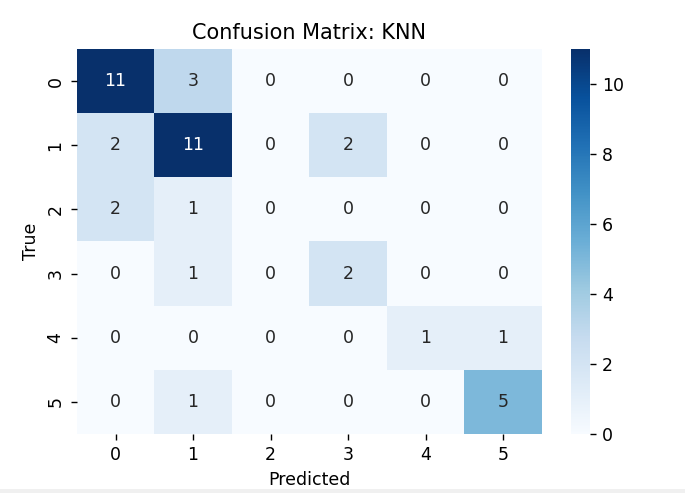 Confusion Matrix: KNN
0 11 3 0 0 0 0
1 2 11 0 2 0 0
2 2 1 0 0 0 0
3 0 1 0 2 0 0
4 0 0 0 0 1 1
5 0 1 0 0 0 5
0 1 2 3 4 5
True
Predicted
10
8
6
4
2
0